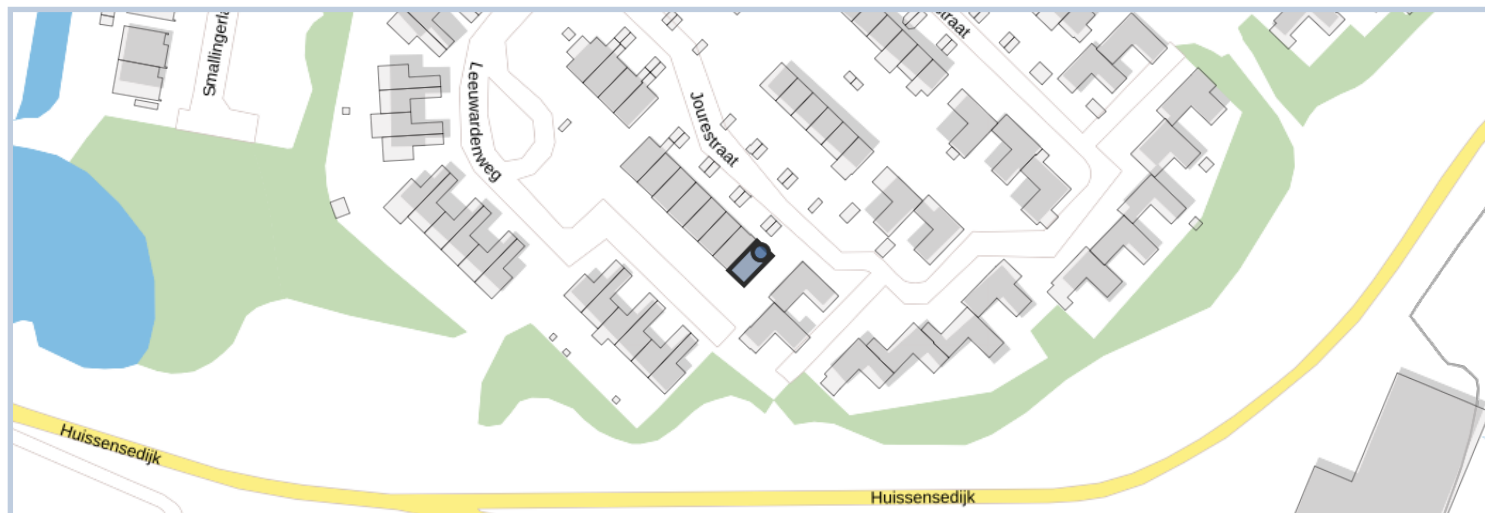 Smallingerla
Leeuwardenweg
Jourestraat
straat
Huissensedijk
Huissensedijk